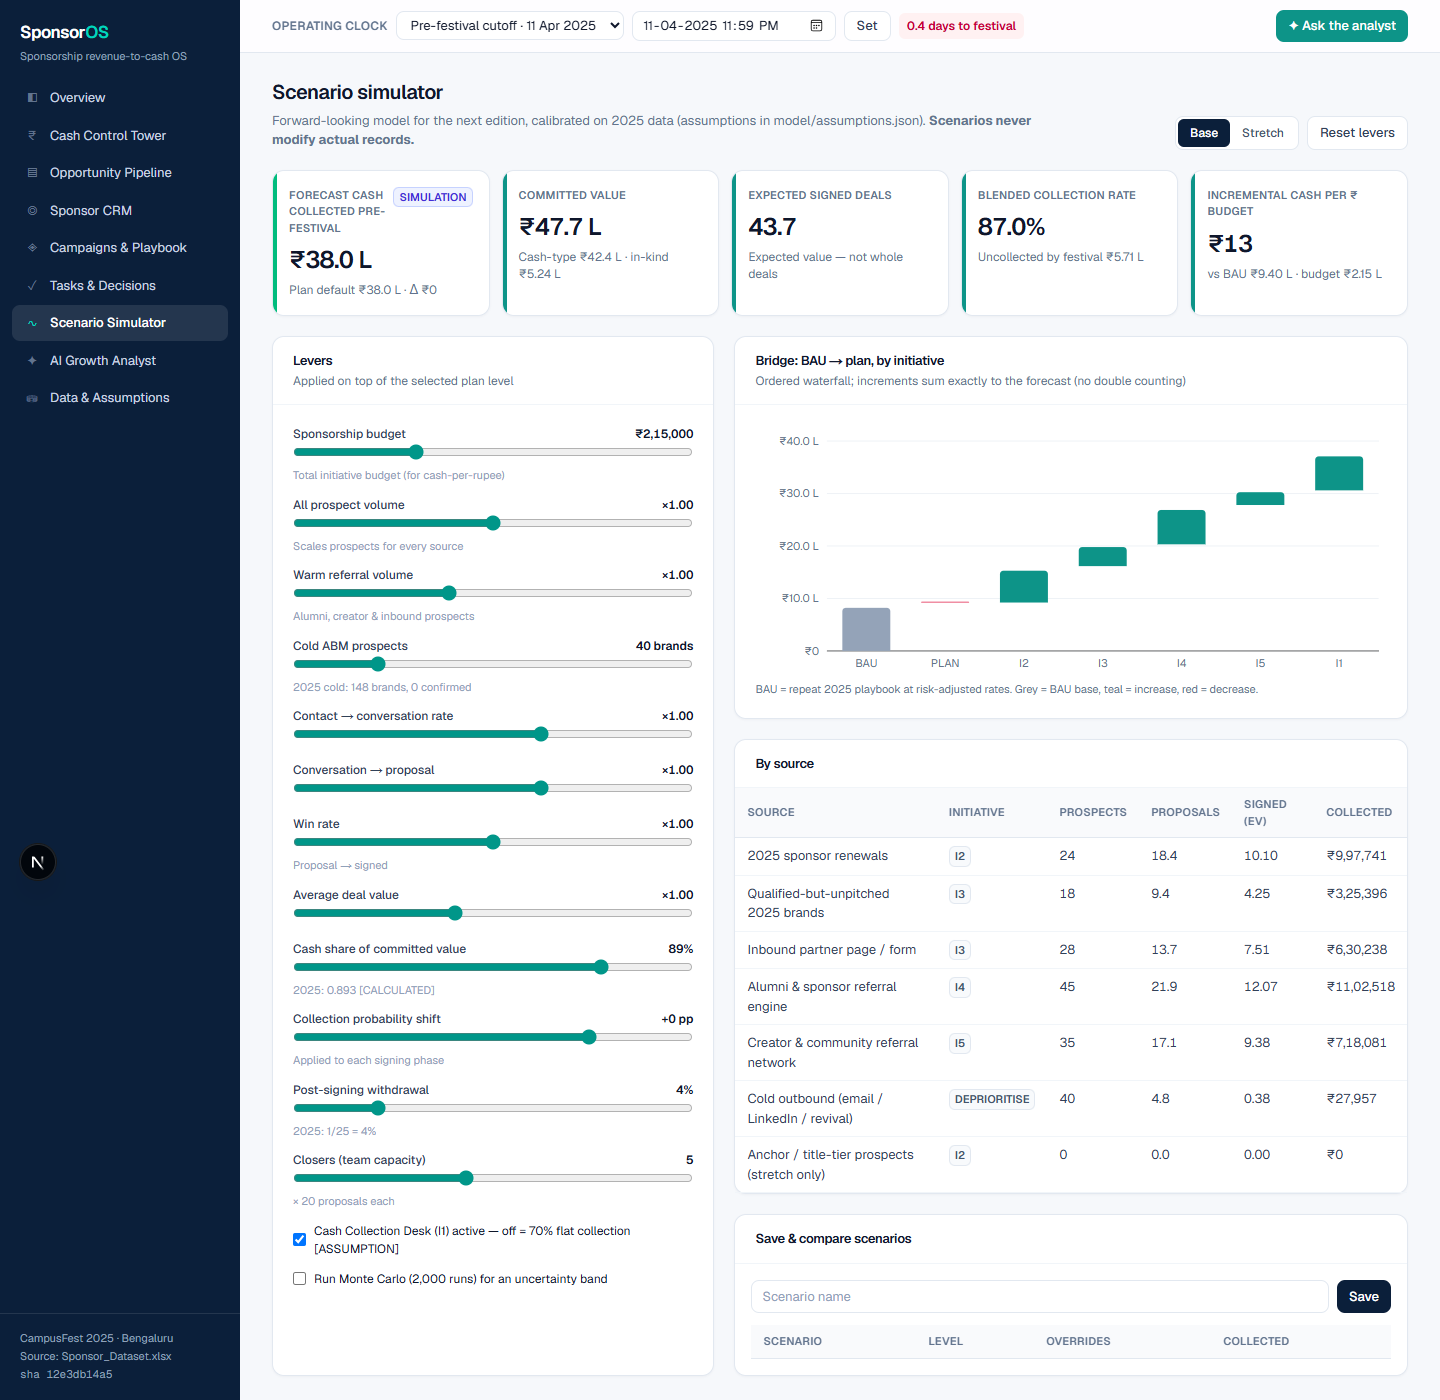 SponsorOS
Sponsorship revenue-to-cash OS
Overview
Cash Control Tower
Opportunity Pipeline
Sponsor CRM
Campaigns & Playbook
Tasks & Decisions
Scenario Simulator
AI Growth Analyst
Data & Assumptions
CampusFest 2025 · Bengaluru
Source: Sponsor_Dataset.xlsx
sha 12e3db14a5
OPERATING CLOCK
Pre-festival cutoff · 11 Apr 2025
11-04-2025 11:59 PM
Set
0.4 days to festival
✦ Ask the analyst
Scenario simulator
Forward-looking model for the next edition, calibrated on 2025 data (assumptions in model/assumptions.json). Scenarios never
modify actual records.
Base
Stretch
Reset levers
FORECAST CASH
COLLECTED PRE-
FESTIVAL
SIMULATION
₹38.0 L
Plan default ₹38.0 L · Δ ₹0
COMMITTED VALUE
₹47.7 L
Cash-type ₹42.4 L · in-kind
₹5.24 L
EXPECTED SIGNED DEALS
43.7
Expected value — not whole
deals
BLENDED COLLECTION RATE
87.0%
Uncollected by festival ₹5.71 L
INCREMENTAL CASH PER ₹
BUDGET
₹13
vs BAU ₹9.40 L · budget ₹2.15 L
Levers
Applied on top of the selected plan level
Sponsorship budget ₹2,15,000
Total initiative budget (for cash-per-rupee)
All prospect volume ×1.00
Scales prospects for every source
Warm referral volume ×1.00
Alumni, creator & inbound prospects
Cold ABM prospects 40 brands
2025 cold: 148 brands, 0 confirmed
Contact → conversation rate ×1.00
Conversation → proposal ×1.00
Win rate ×1.00
Proposal → signed
Average deal value ×1.00
Cash share of committed value 89%
2025: 0.893 [CALCULATED]
Collection probability shift +0 pp
Applied to each signing phase
Post-signing withdrawal 4%
2025: 1/25 = 4%
Closers (team capacity) 5
× 20 proposals each
Cash Collection Desk (I1) active — off = 70% flat collection
[ASSUMPTION]
Run Monte Carlo (2,000 runs) for an uncertainty band
Bridge: BAU → plan, by initiative
Ordered waterfall; increments sum exactly to the forecast (no double counting)
₹40.0 L
₹30.0 L
₹20.0 L
₹10.0 L
₹0
BAU PLAN I2 I3 I4 I5 I1
BAU = repeat 2025 playbook at risk-adjusted rates. Grey = BAU base, teal = increase, red = decrease.
By source
SOURCE INITIATIVE PROSPECTS PROPOSALS SIGNED (EV) COLLECTED
2025 sponsor renewals I2 24 18.4 10.10 ₹9,97,741
Qualified-but-unpitched I3 18 9.4 4.25 ₹3,25,396
2025 brands
Inbound partner page / form I3 28 13.7 7.51 ₹6,30,238
Alumni & sponsor referral I4 45 21.9 12.07 ₹11,02,518
engine
Creator & community referral I5 35 17.1 9.38 ₹7,18,081
network
Cold outbound (email / DEPRIORITISE 40 4.8 0.38 ₹27,957
LinkedIn / revival)
Anchor / title-tier prospects I2 0 0.0 0.00 ₹0
(stretch only)
Save & compare scenarios
Scenario name
Save
SCENARIO LEVEL OVERRIDES COLLECTED